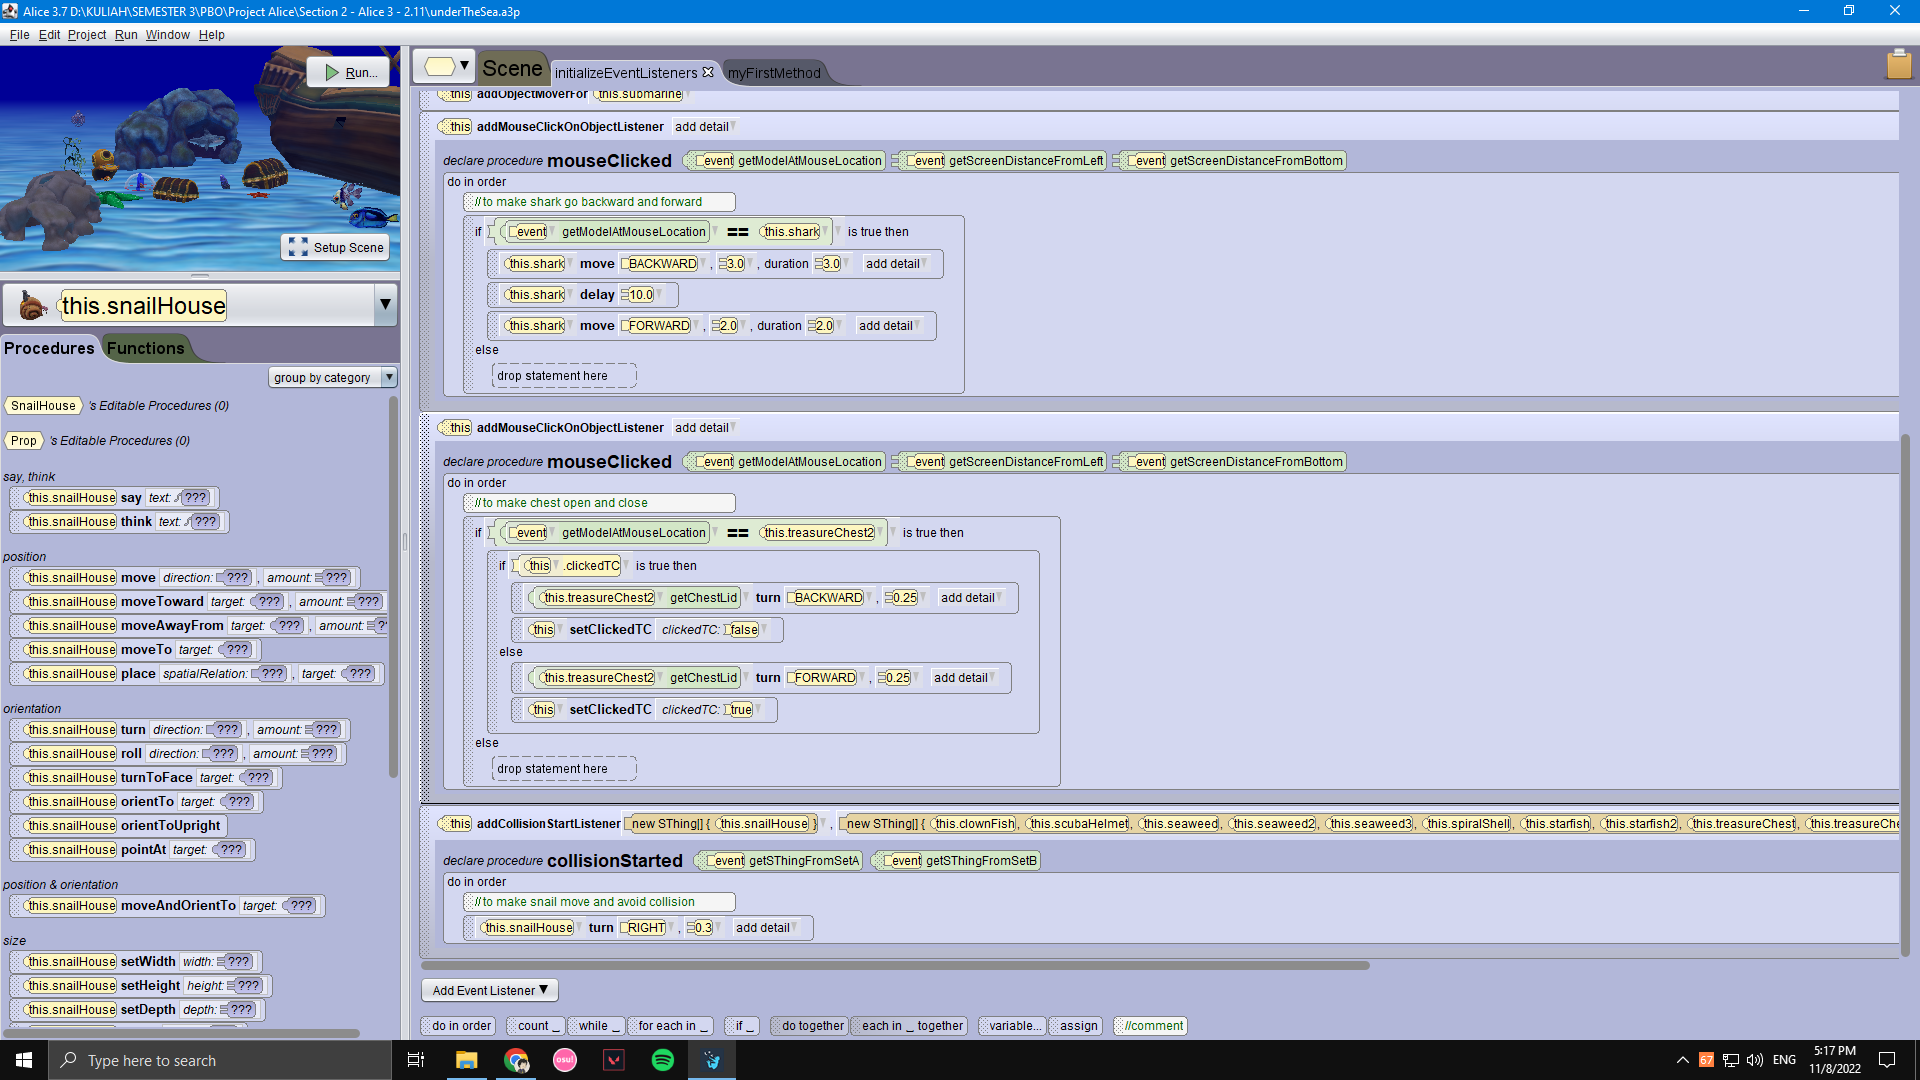 Alice 3.7 D:\KULIAH\SEMESTER 3\PBO\Project Alice\Section 2 - Alice 3 - 2.11\underTheSea.a3p
File Edit Project Run Window Help
Run...
Setup Scene
this.snailHouse
Procedures Functions
group by category
SnailHouse 's Editable Procedures (0)
Prop 's Editable Procedures (0)
say, think
this.snailHouse say text: ???
this.snailHouse think text: ???
position
this.snailHouse move direction: ??? , amount: ???
this.snailHouse moveToward target: ??? , amount: ???
this.snailHouse moveAwayFrom target: ??? , amount: ?
this.snailHouse moveTo target: ???
this.snailHouse place spatialRelation: ??? , target: ???
orientation
this.snailHouse turn direction: ??? , amount: ???
this.snailHouse roll direction: ??? , amount: ???
this.snailHouse turnToFace target: ???
this.snailHouse orientTo target: ???
this.snailHouse orientToUpright
this.snailHouse pointAt target: ???
position & orientation
this.snailHouse moveAndOrientTo target: ???
size
this.snailHouse setWidth width: ???
this.snailHouse setHeight height: ???
this.snailHouse setDepth depth: ???
Scene initializeEventListeners myFirstMethod
this addObjectMoverFor this.submarine
this addMouseClickOnObjectListener add detail
declare procedure mouseClicked event getModelAtMouseLocation event getScreenDistanceFromLeft event getScreenDistanceFromBottom
do in order
//to make shark go backward and forward
if event getModelAtMouseLocation == this.shark is true then
this.shark move BACKWARD , 3.0 , duration 3.0 add detail
this.shark delay 10.0
this.shark move FORWARD , 2.0 , duration 2.0 add detail
else
drop statement here
this addMouseClickOnObjectListener add detail
declare procedure mouseClicked event getModelAtMouseLocation event getScreenDistanceFromLeft event getScreenDistanceFromBottom
do in order
//to make chest open and close
if event getModelAtMouseLocation == this.treasureChest2 is true then
if this .clickedTC is true then
this.treasureChest2 getChestLid turn BACKWARD , 0.25 add detail
this setClickedTC clickedTC: false
else
this.treasureChest2 getChestLid turn FORWARD , 0.25 add detail
this setClickedTC clickedTC: true
else
drop statement here
this addCollisionStartListener new SThing[] { this.snailHouse } , new SThing[] { this.clownFish, this.scubaHelmet, this.seaweed, this.seaweed2, this.seaweed3, this.spiralShell, this.starfish, this.starfish2, this.treasureChest, this.treasureChe
declare procedure collisionStarted event getSThingFromSetA event getSThingFromSetB
do in order
//to make snail move and avoid collision
this.snailHouse turn RIGHT , 0.3 add detail
Add Event Listener
do in order count _ while _ for each in _ if _ do together each in _ together variable... assign //comment
Type here to search
osu!
67
ENG
5:17 PM
11/8/2022